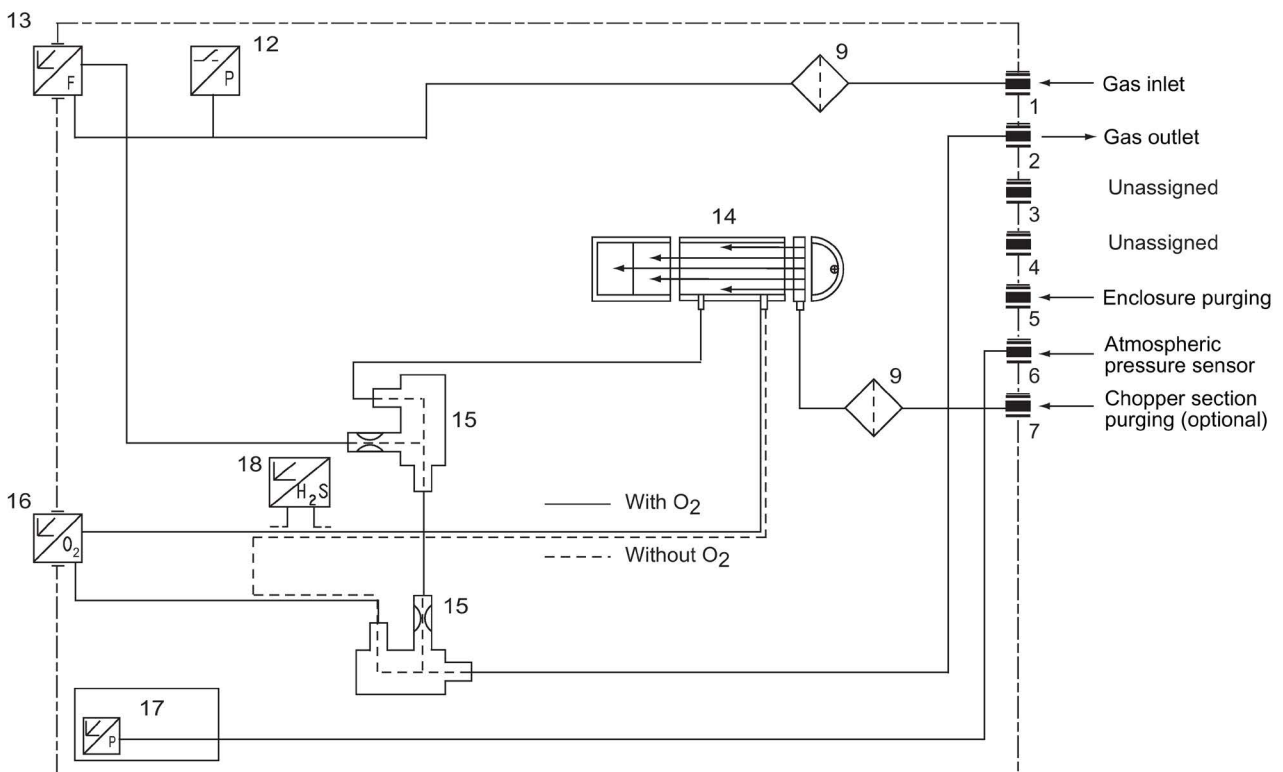 13
12
9
F
P
Gas inlet
1
Gas outlet
2
Unassigned
3
14
Unassigned
4
Enclosure purging
5
Atmospheric
pressure sensor
6
9
Chopper section
purging (optional)
7
15
18
H2S
With O2
16
O2
Without O2
15
17
P